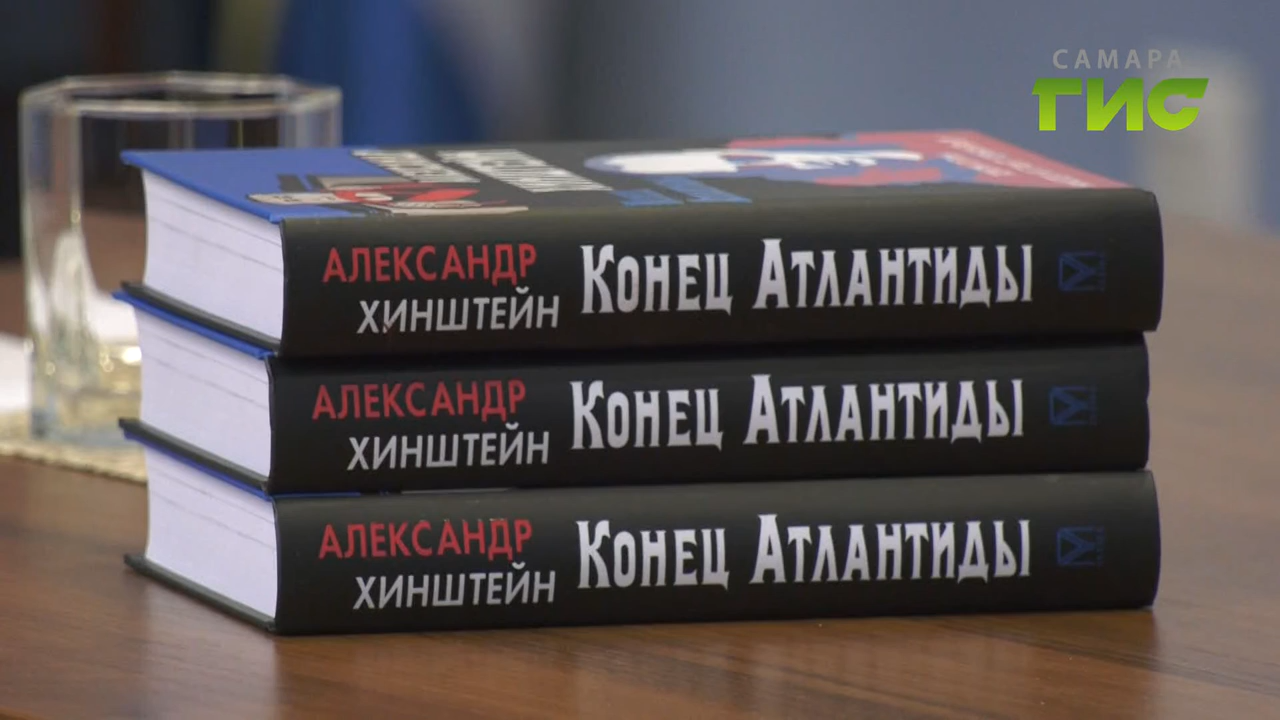 САМАРА
ГИС
АЛЕКСАНДР
ХИНШТЕЙН
КОНЕЦ АТЛАНТИДЫ
АЛЕКСАНДР
ХИНШТЕЙН
КОНЕЦ АТЛАНТИДЫ
АЛЕКСАНДР
ХИНШТЕЙН
КОНЕЦ АТЛАНТИДЫ